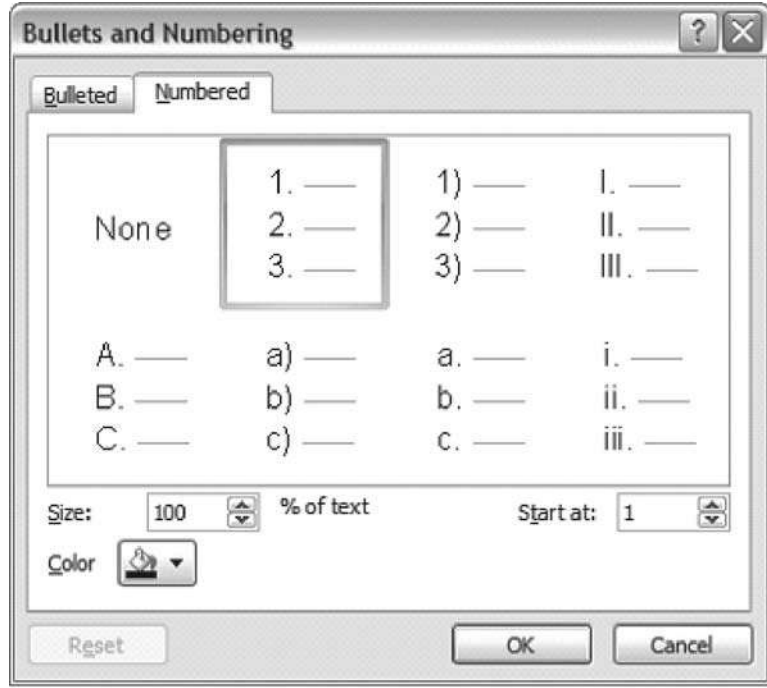 Bullets and Numbering
Bulleted Numbered
None
1.
2.
3.
1)
2)
3)
I.
II.
III.
A.
B.
C.
a)
b)
c)
a.
b.
c.
i.
ii.
iii.
Size: 100 % of text Start at: 1
Color
Reset OK Cancel